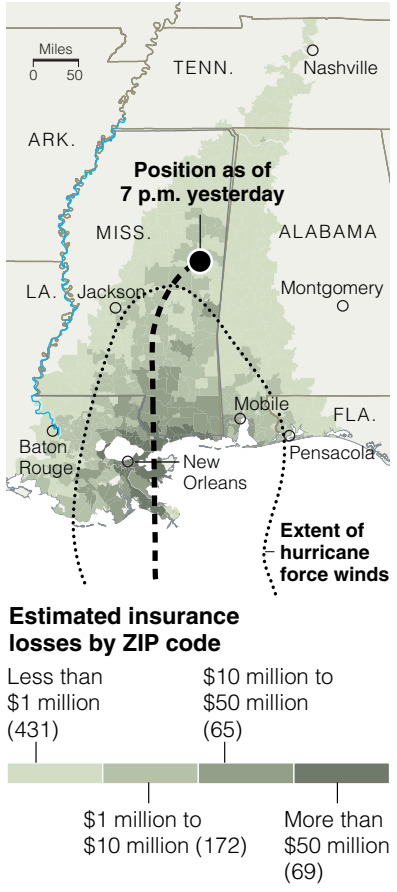 Miles
0 50
TENN.
Nashville
ARK.
Position as of
7 p.m. yesterday
MISS.
ALABAMA
LA.
Jackson
Montgomery
Mobile
FLA.
Baton
Rouge
Pensacola
New
Orleans
Extent of
hurricane
force winds
Estimated insurance
losses by ZIP code
Less than
$1 million
(431)
$10 million to
$50 million
(65)
$1 million to
$10 million (172)
More than
$50 million
(69)